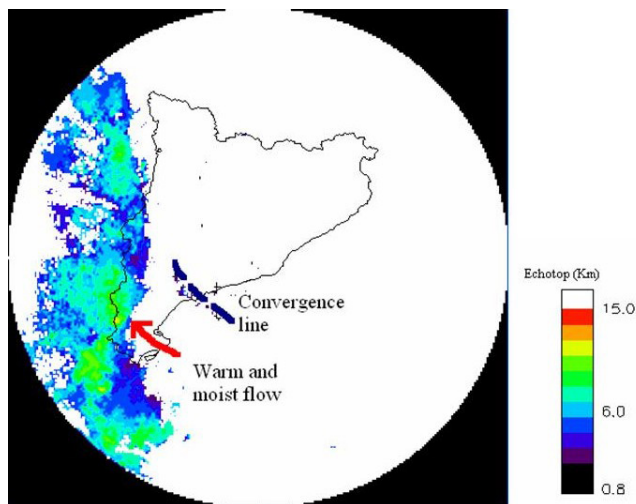 Echotop (Km)
15.0
Convergence
line
Warm and
moist flow
6.0
0.8